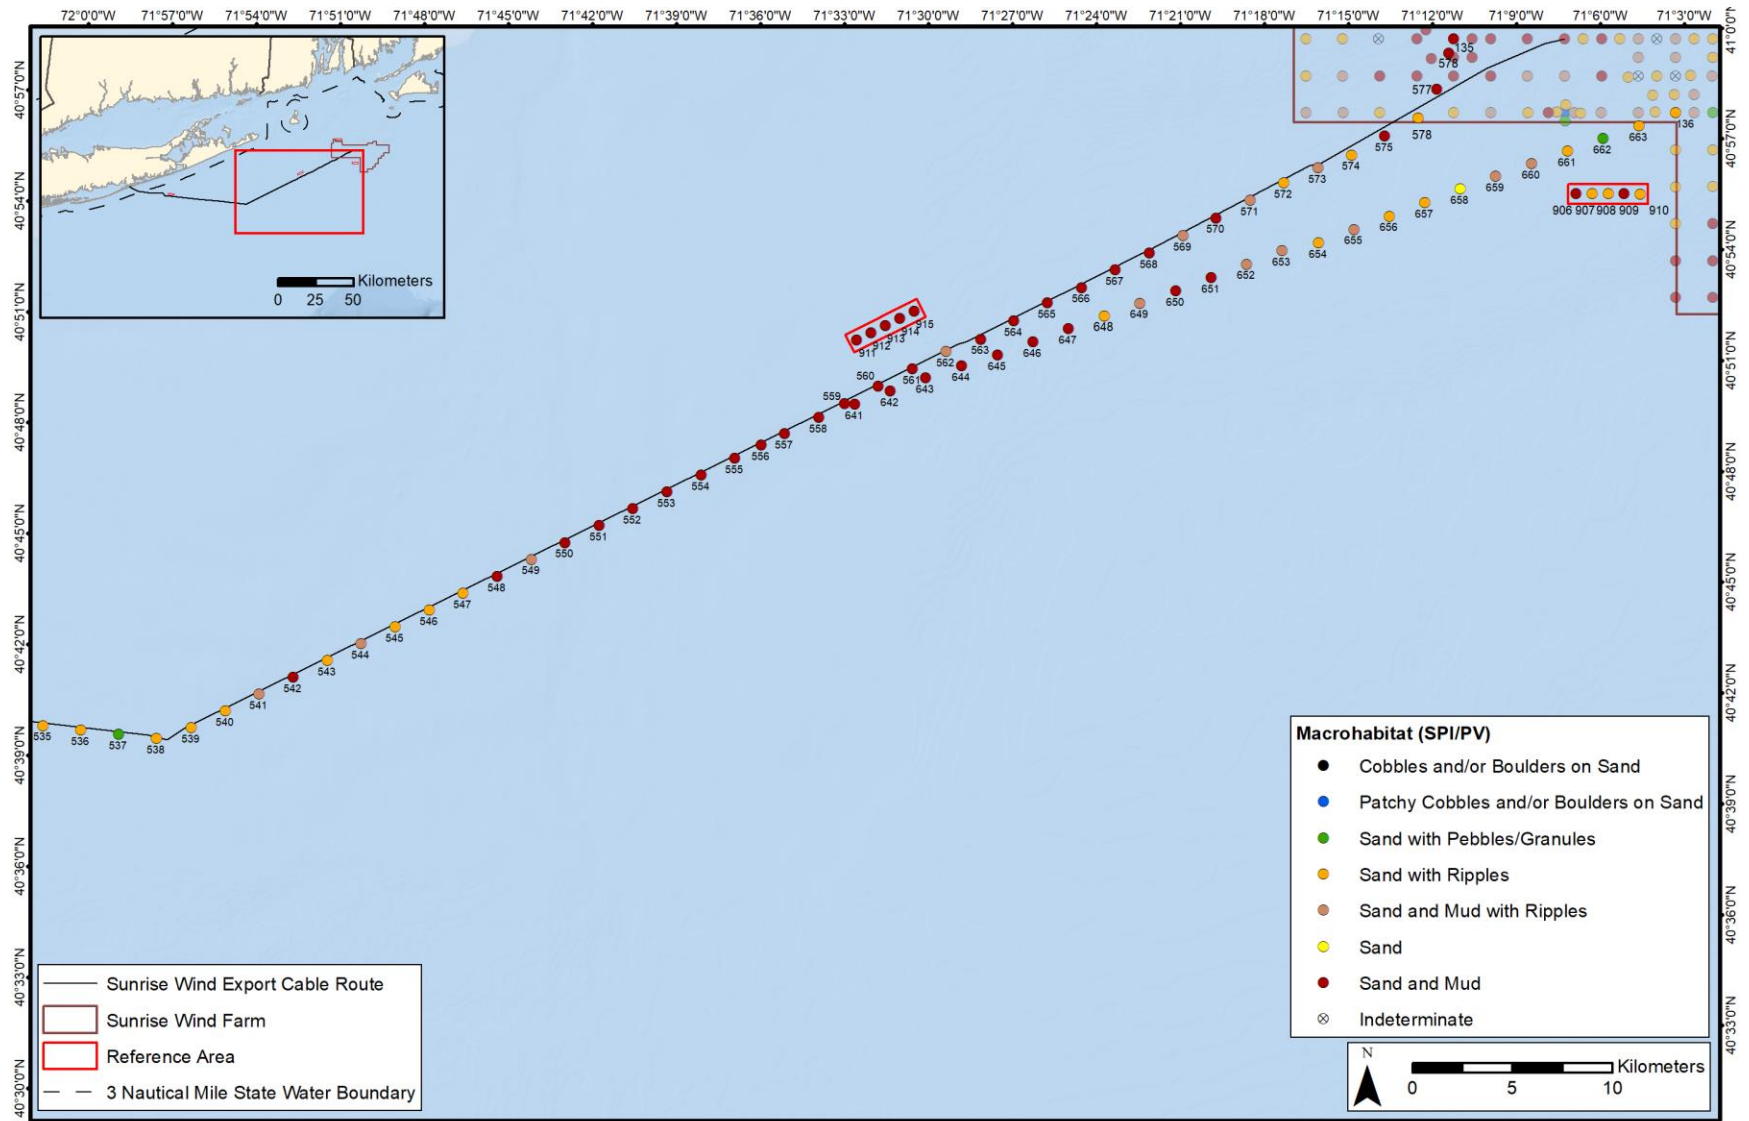 72°0'0"W 71°57'0"W 71°54'0"W 71°51'0"W 71°48'0"W 71°45'0"W 71°42'0"W 71°39'0"W 71°36'0"W 71°33'0"W 71°30'0"W 71°27'0"W 71°24'0"W 71°21'0"W 71°18'0"W 71°15'0"W 71°12'0"W 71°9'0"W 71°6'0"W 71°3'0"W
41°0'0"N
40°57'0"N
40°57'0"N
40°54'0"N
40°54'0"N
40°51'0"N
40°51'0"N
40°48'0"N
40°48'0"N
40°45'0"N
40°45'0"N
40°42'0"N
40°42'0"N
40°39'0"N
40°39'0"N
40°36'0"N
40°36'0"N
40°33'0"N
40°33'0"N
40°30'0"N
Kilometers
0 25 50
135
578
577
578
575
574
573
572
571
570
569
568
567
566
565
564
563
562
561
560
559
558
557
556
555
554
553
552
551
550
549
548
547
546
545
544
543
542
541
540
539
538
537
536
535
136
663
662
661
660
659
658
657
656
655
654
653
652
651
650
649
648
647
646
645
644
643
642
641
906 907 908 909 910
915
914
913
912
911
Macrohabitat (SPI/PV)
Cobbles and/or Boulders on Sand
Patchy Cobbles and/or Boulders on Sand
Sand with Pebbles/Granules
Sand with Ripples
Sand and Mud with Ripples
Sand
Sand and Mud
Indeterminate
Sunrise Wind Export Cable Route
Sunrise Wind Farm
Reference Area
3 Nautical Mile State Water Boundary
N
Kilometers
0 5 10